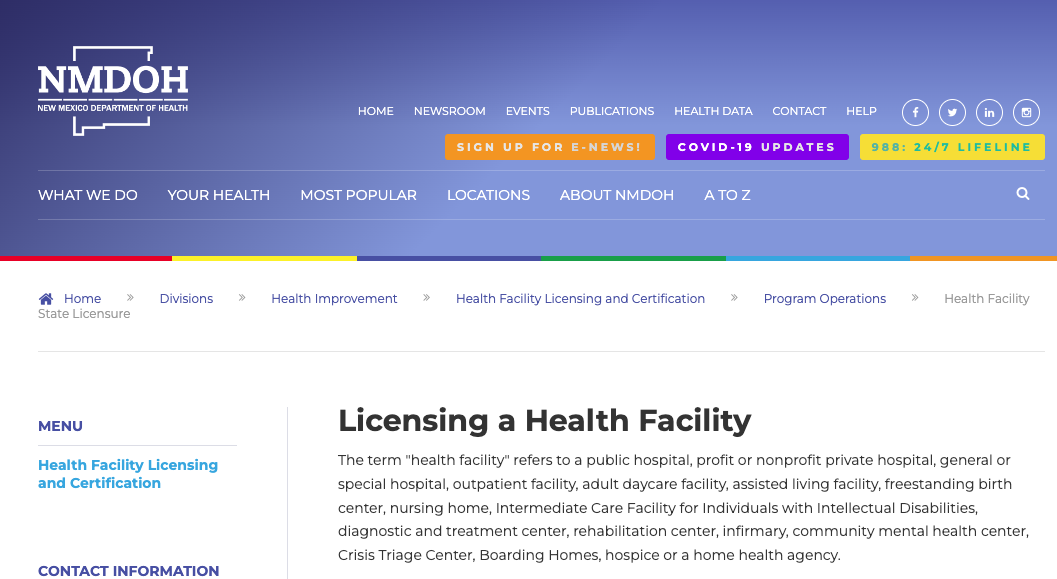 NMDOH
NEW MEXICO DEPARTMENT OF HEALTH
HOME NEWSROOM EVENTS PUBLICATIONS HEALTH DATA CONTACT HELP
SIGN UP FOR E-NEWS! COVID-19 UPDATES 988: 24/7 LIFELINE
WHAT WE DO YOUR HEALTH MOST POPULAR LOCATIONS ABOUT NMDOH A TO Z
Home » Divisions » Health Improvement » Health Facility Licensing and Certification » Program Operations » Health Facility
State Licensure
MENU
Health Facility Licensing
and Certification
CONTACT INFORMATION
Licensing a Health Facility
The term "health facility" refers to a public hospital, profit or nonprofit private hospital, general or
special hospital, outpatient facility, adult daycare facility, assisted living facility, freestanding birth
center, nursing home, Intermediate Care Facility for Individuals with Intellectual Disabilities,
diagnostic and treatment center, rehabilitation center, infirmary, community mental health center,
Crisis Triage Center, Boarding Homes, hospice or a home health agency.